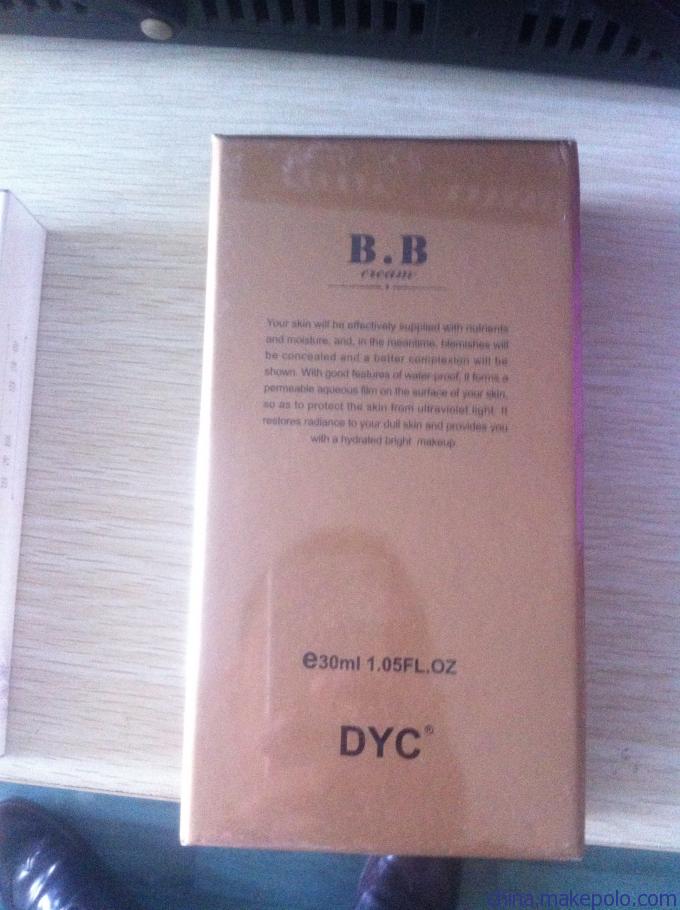 B.B
cream
Your skin will be effectively supplied with nutrients
and moisture, and, in the meantime, blemishes will
be concealed and a better complexion will be
shown. With good features of water-proof, it forms a
permeable aqueous film on the surface of your skin,
so as to protect the skin from ultraviolet light. It
restores radiance to your dull skin and provides you
with a hydrated bright makeup
e30ml 1.05FL.OZ
DYC®
china.makepolo.com